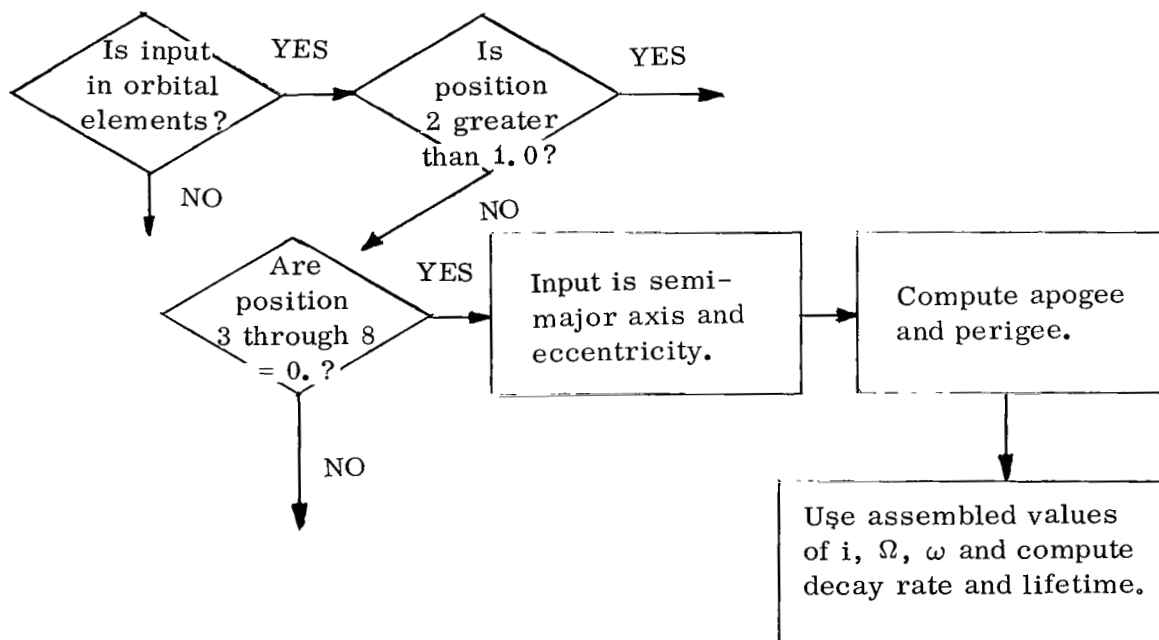 Is input
in orbital
elements?
YES
Is
position
2 greater
than 1.0?
YES
NO
NO
Are
position
3 through 8
= 0.?
YES
Input is semi-
major axis and
eccentricity.
Compute apogee
and perigee.
NO
Use assembled values
of i, Ω, ω and compute
decay rate and lifetime.